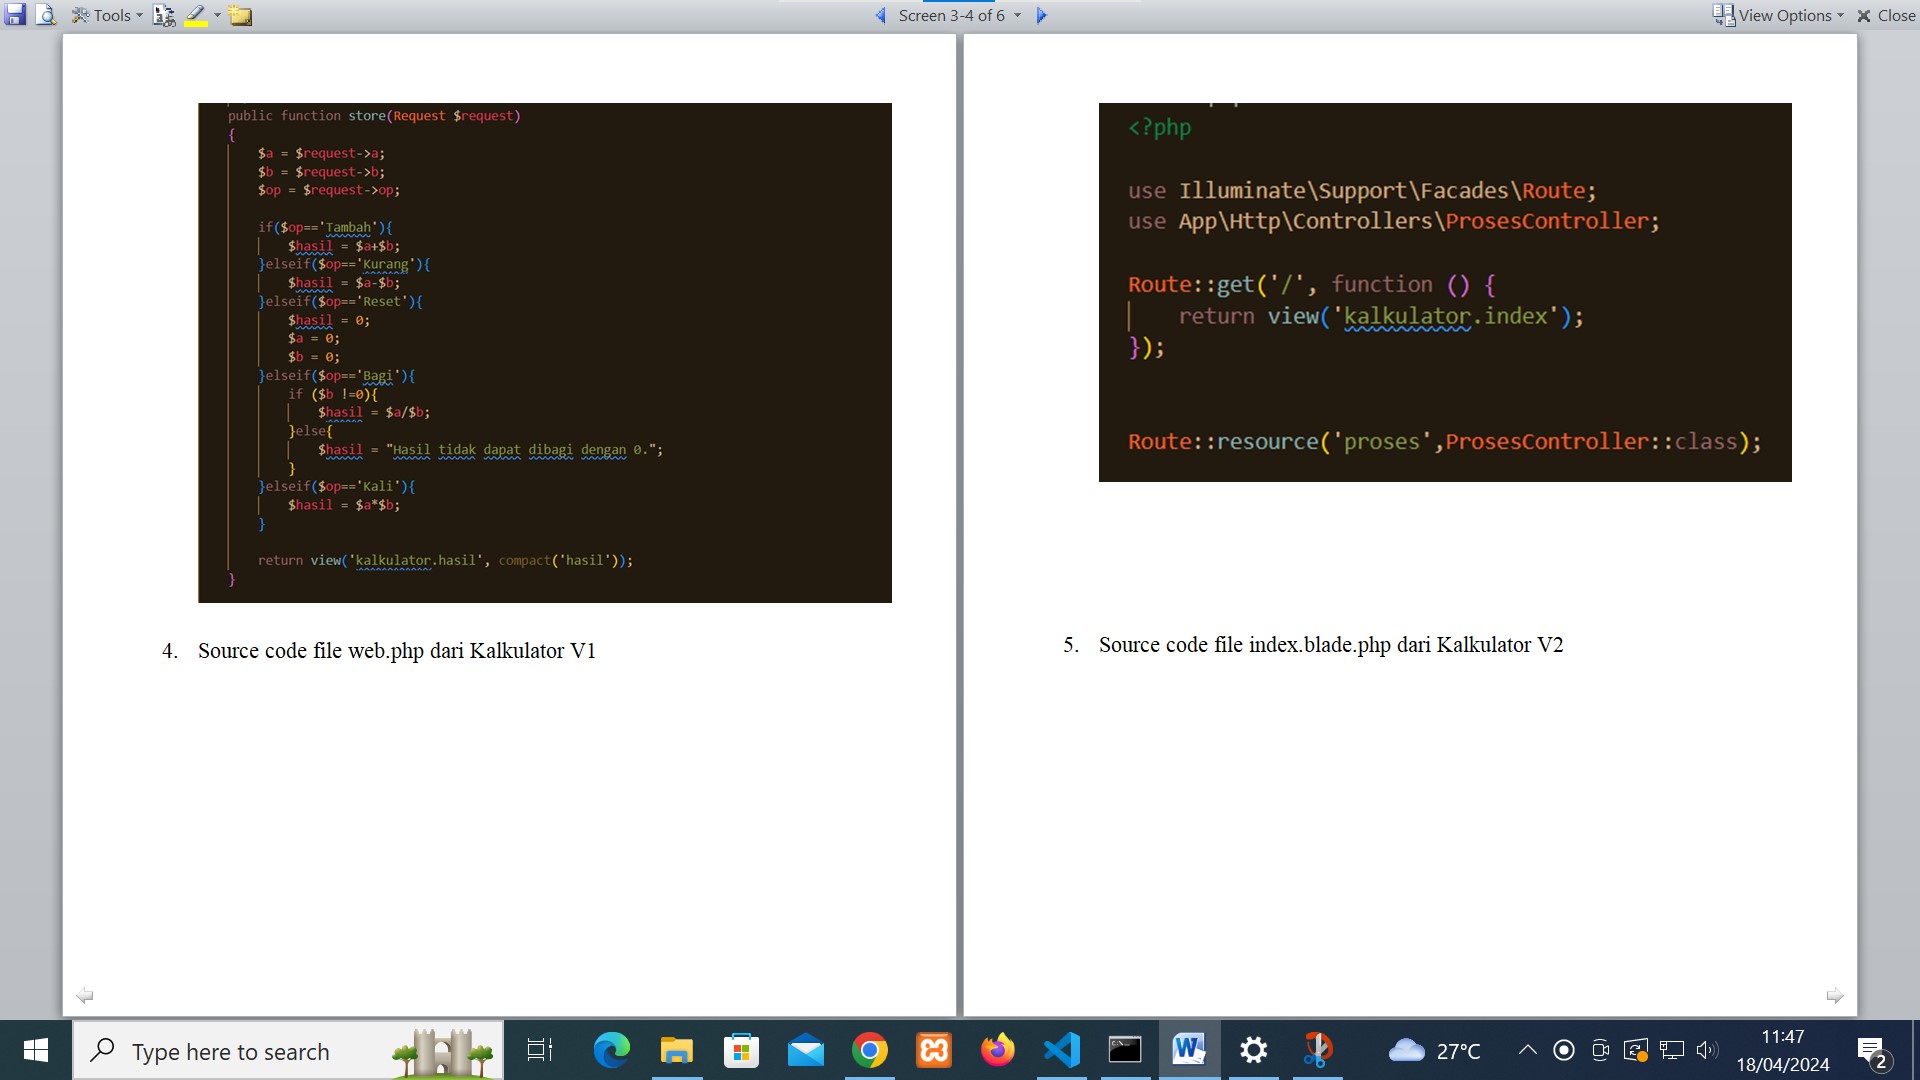 Tools
Screen 3-4 of 6
View Options
Close
public function store(Request $request)
{
$a = $request->a;
$b = $request->b;
$op = $request->op;
if($op=='Tambah'){
$hasil = $a+$b;
}elseif($op=='Kurang'){
$hasil = $a-$b;
}elseif($op=='Reset'){
$hasil = 0;
$a = 0;
$b = 0;
}elseif($op=='Bagi'){
if ($b !=0){
$hasil = $a/$b;
}else{
$hasil = "Hasil tidak dapat dibagi dengan 0.";
}
}elseif($op=='Kali'){
$hasil = $a*$b;
}
return view('kalkulator.hasil', compact('hasil'));
}
4. Source code file web.php dari Kalkulator V1
<?php
use Illuminate\Support\Facades\Route;
use App\Http\Controllers\ProsesController;
Route::get('/', function () {
return view('kalkulator.index');
});
Route::resource('proses',ProsesController::class);
5. Source code file index.blade.php dari Kalkulator V2
Type here to search
27°C
11:47
18/04/2024
2